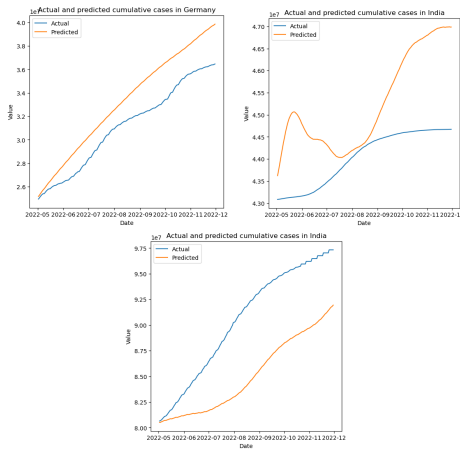 Actual and predicted cumulative cases in Germany
1e7
Actual
Predicted
4.0
3.8
3.6
3.4
3.2
3.0
2.8
2.6
Value
2022-05 2022-06 2022-07 2022-08 2022-09 2022-10 2022-11 2022-12
Date
Actual and predicted cumulative cases in India
1e7
Actual
Predicted
4.70
4.65
4.60
4.55
4.50
4.45
4.40
4.35
4.30
Value
2022-05 2022-06 2022-07 2022-08 2022-09 2022-10 2022-11 2022-1
Date
Actual and predicted cumulative cases in India
1e7
Actual
Predicted
9.75
9.50
9.25
9.00
8.75
8.50
8.25
8.00
Value
2022-05 2022-06 2022-07 2022-08 2022-09 2022-10 2022-11 2022-12
Date